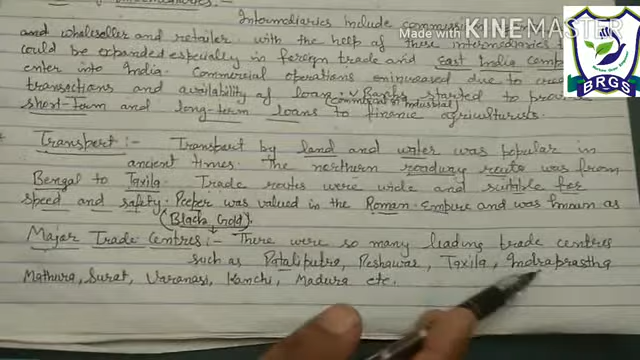 Intermediaries include commiss
and wholseller and retailer with the help of these intermediaries t
could be expanded especially in foreign trade and east India comp
enter into India. Commercial operations enincreased due to cred
transactions and availability of loan. Banks started to prov
(commercial industrial)
short-term and long-term loans to finance agriculturists.
Transport :- Transport by land and water was popular in
ancient times. The northern roadway route was from
Bengal to Taxila. Trade routes were wide and suitible for
speed and safety. Peeper was valued in the Roman Empire and was known as
(Black Gold).
Major Trade Centres :- There were so many leading trade centres
such as Patliputra, Peshawar, Taxila, Indraprastha
Mathura, Surat, Varanasi, Kanchi, Madura etc.
Made with KINEMASTER
BRGS